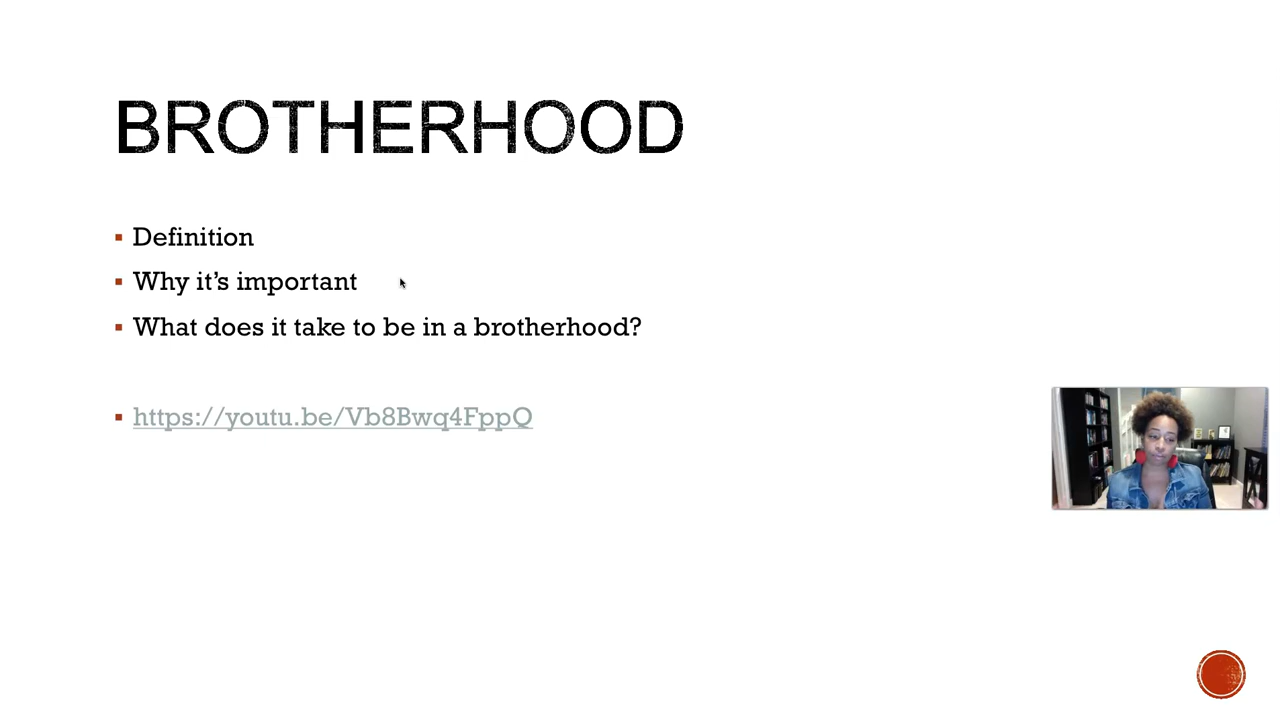 BROTHERHOOD
Definition
Why it’s important
What does it take to be in a brotherhood?
https://youtu.be/Vb8Bwq4FppQ